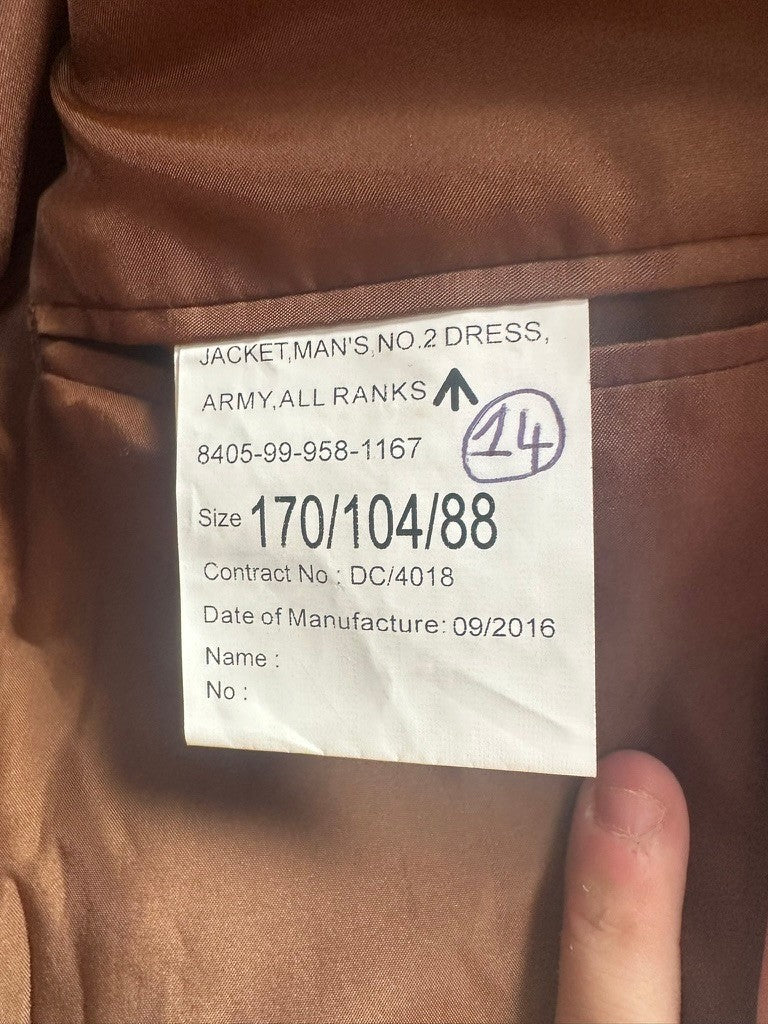 JACKET,MAN'S,NO.2 DRESS,
ARMY,ALL RANKS
14
8405-99-958-1167
Size 170/104/88
Contract No : DC/4018
Date of Manufacture: 09/2016
Name :
No :